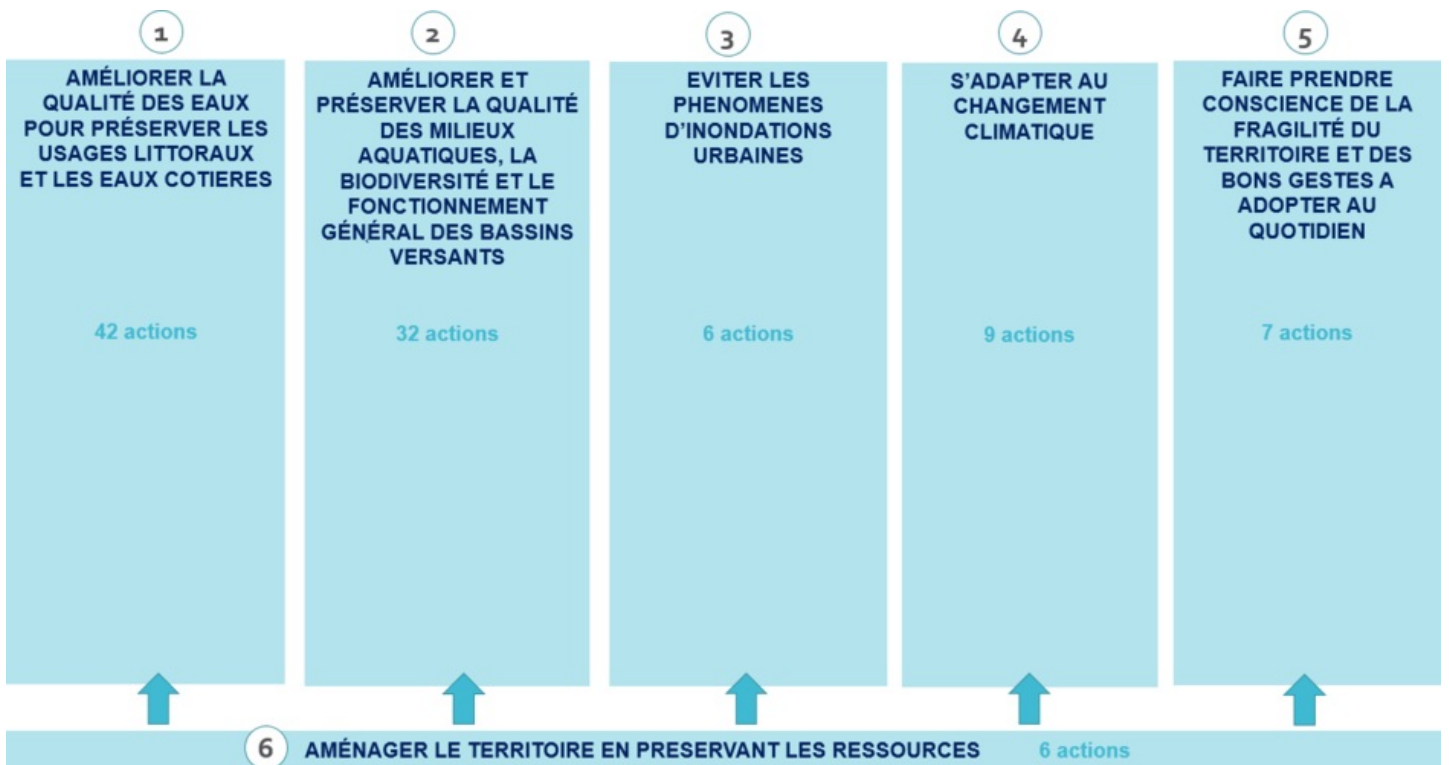 1
AMÉLIORER LA
QUALITÉ DES EAUX
POUR PRÉSERVER LES
USAGES LITTORAUX
ET LES EAUX COTIERES
42 actions
2
AMÉLIORER ET
PRÉSERVER LA QUALITÉ
DES MILIEUX
AQUATIQUES, LA
BIODIVERSITÉ ET LE
FONCTIONNEMENT
GÉNÉRAL DES BASSINS
VERSANTS
32 actions
3
EVITER LES
PHENOMENES
D'INONDATIONS
URBAINES
6 actions
4
S'ADAPTER AU
CHANGEMENT
CLIMATIQUE
9 actions
5
FAIRE PRENDRE
CONSCIENCE DE LA
FRAGILITÉ DU
TERRITOIRE ET DES
BONS GESTES A
ADOPTER AU
QUOTIDIEN
7 actions
6 AMÉNAGER LE TERRITOIRE EN PRESERVANT LES RESSOURCES 6 actions